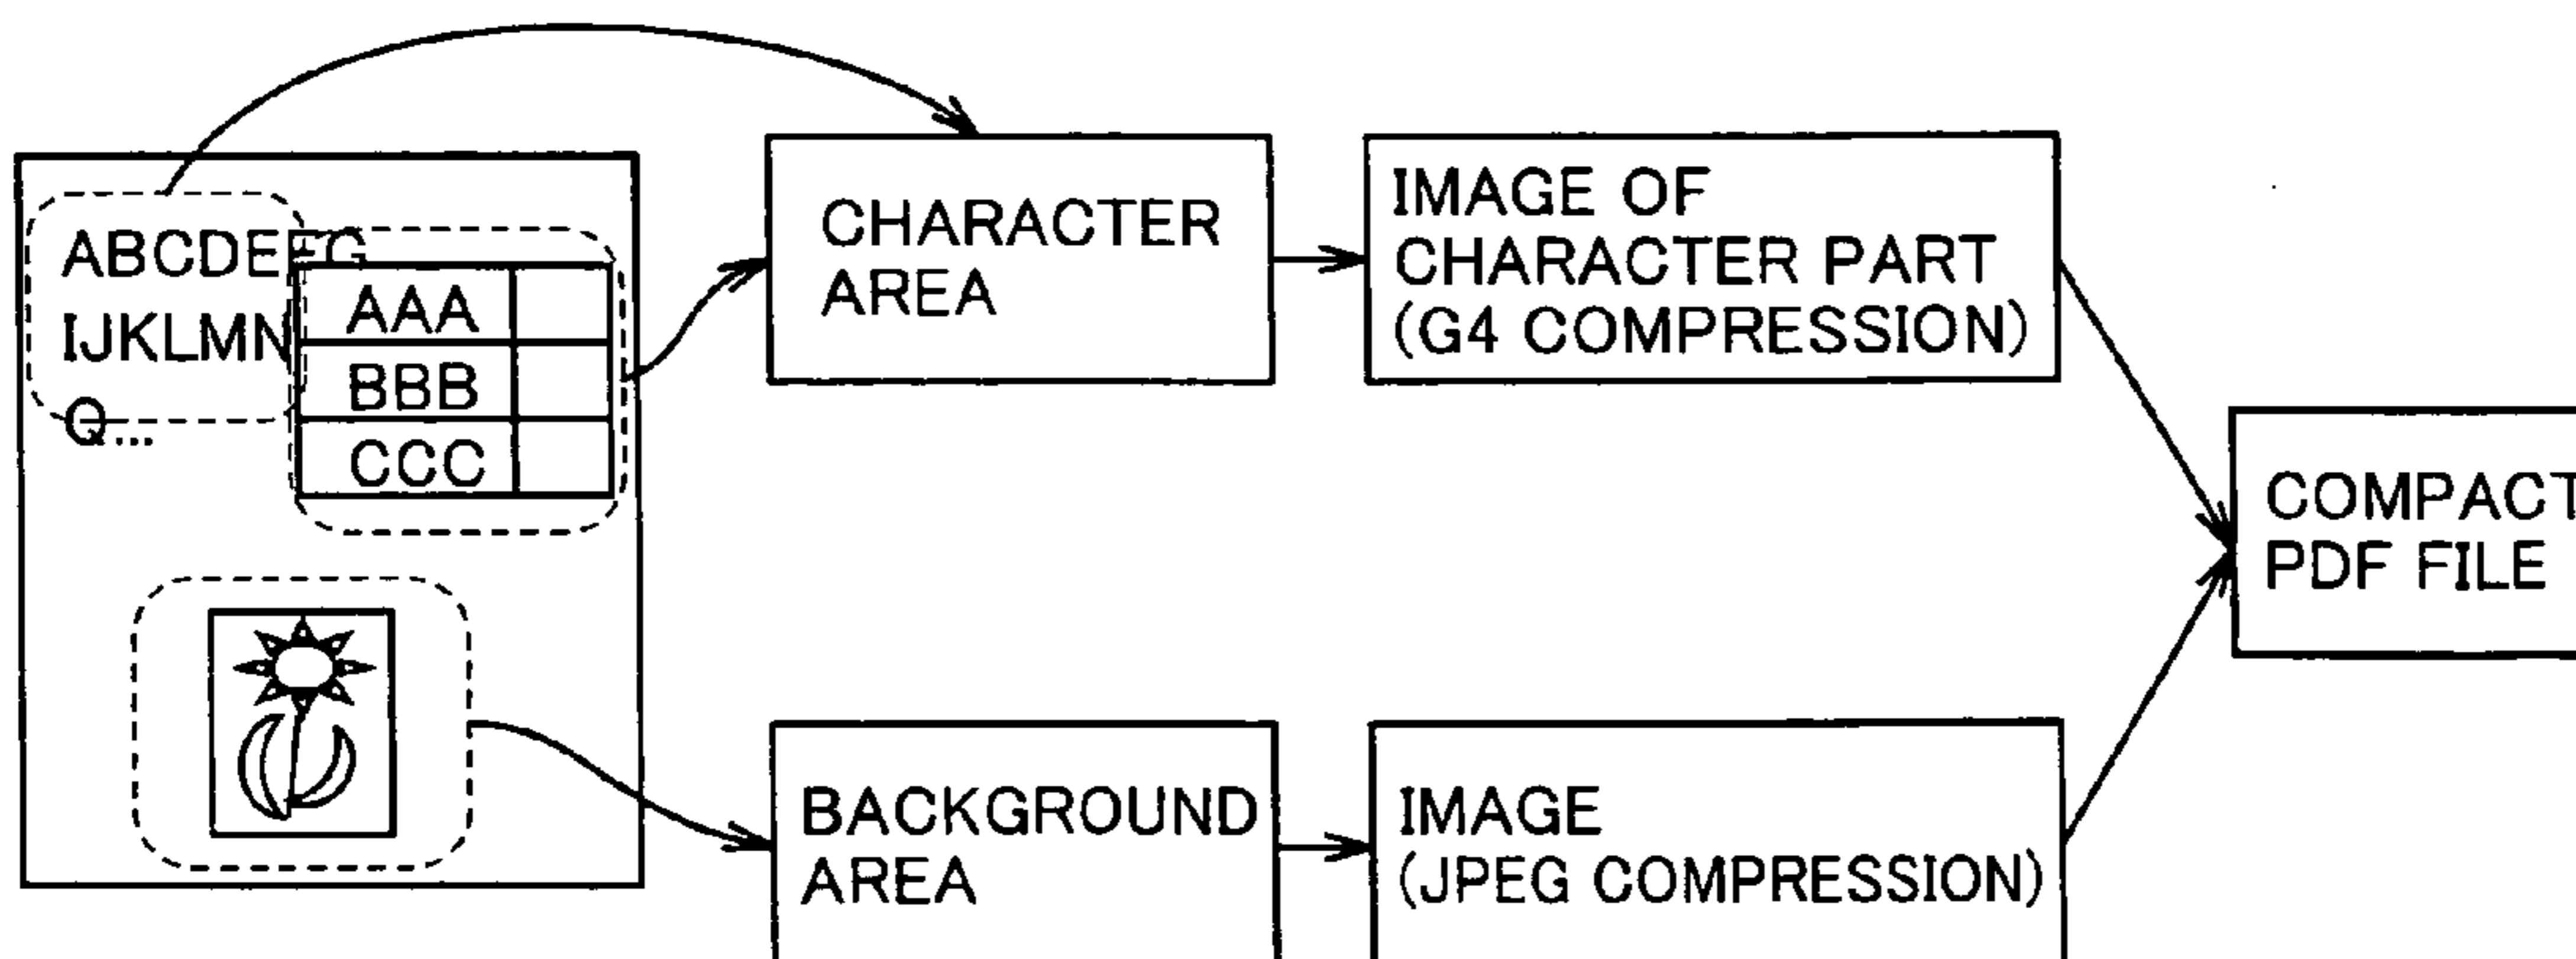 ABCDEFG
IJKLMN
Q...
AAA
BBB
CCC
CHARACTER
AREA
IMAGE OF
CHARACTER PART
(G4 COMPRESSION)
BACKGROUND
AREA
IMAGE
(JPEG COMPRESSION)
COMPACT
PDF FILE